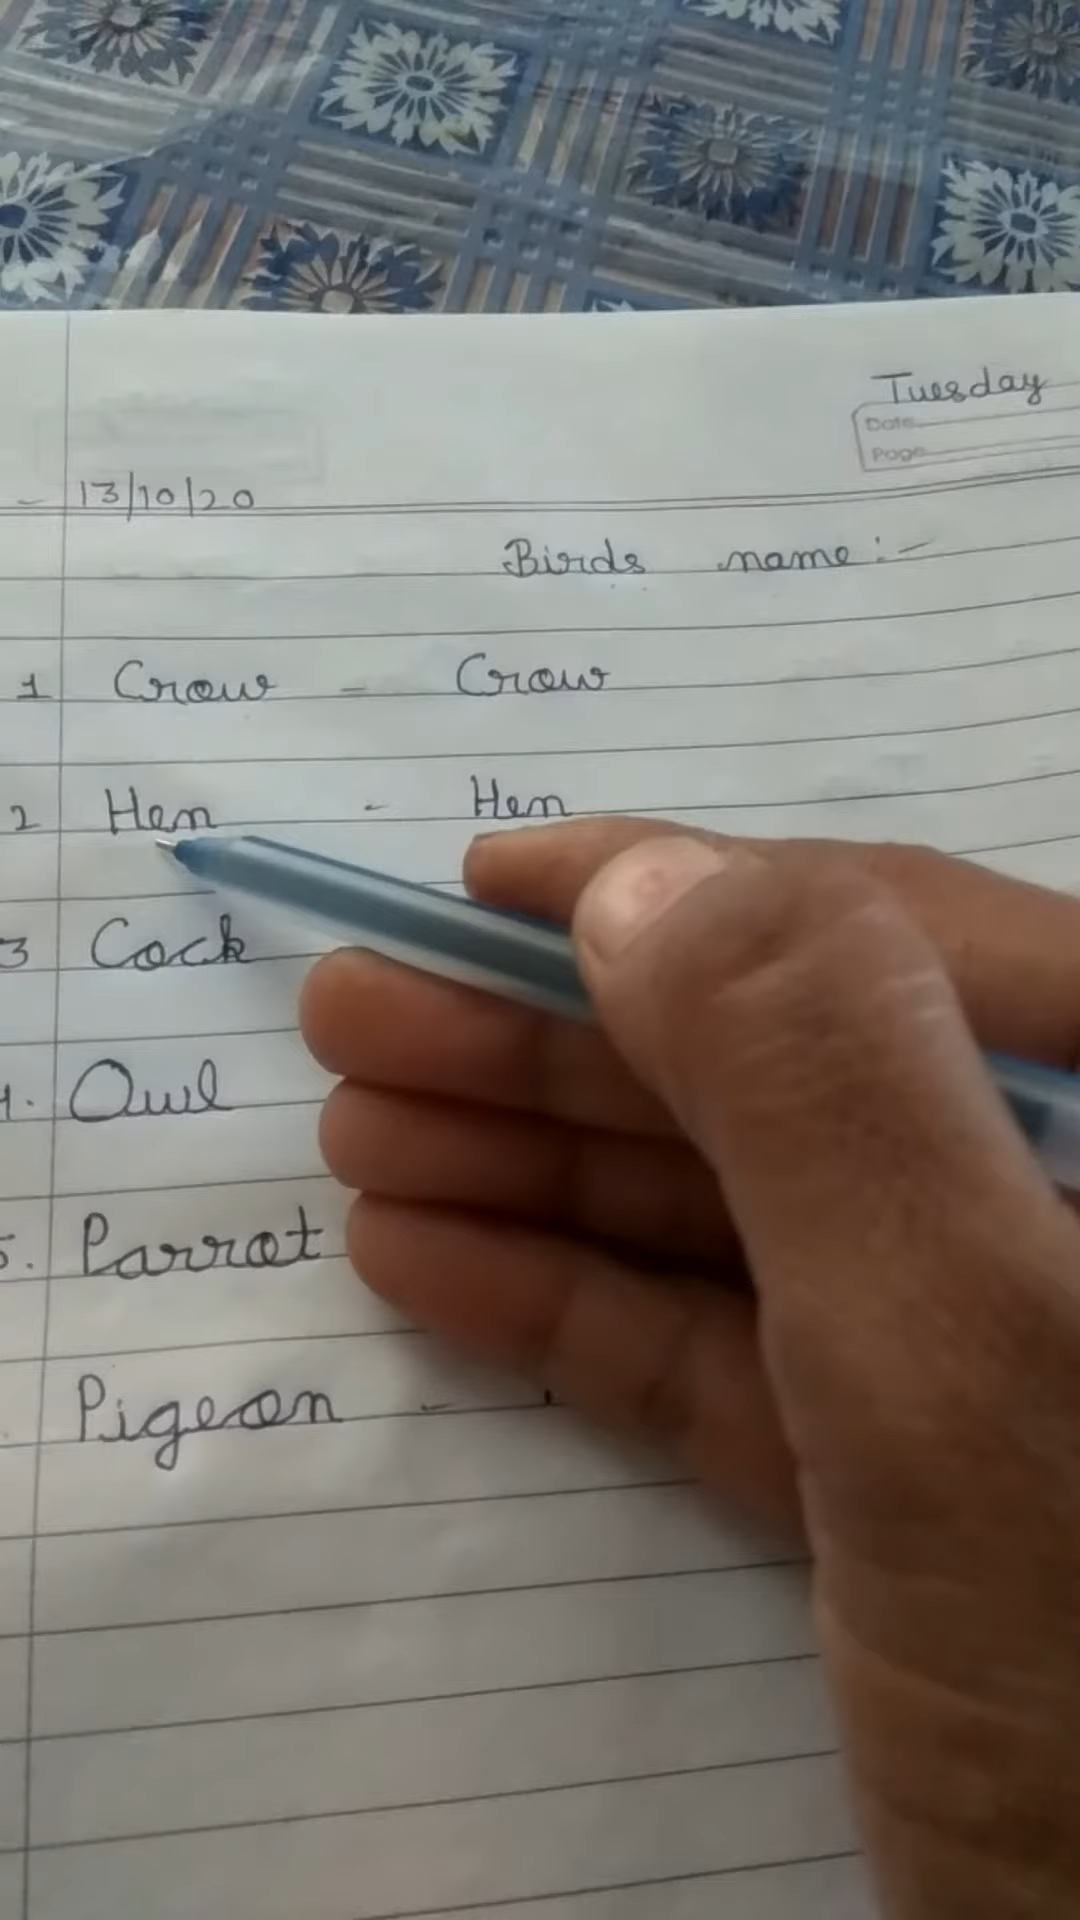 Tuesday
Date
Page
- 13/10/20
Birds name :-
1 Crow - Crow
2 Hen - Hen
3 Cock
4. Owl
5. Parrot
Pigeon -